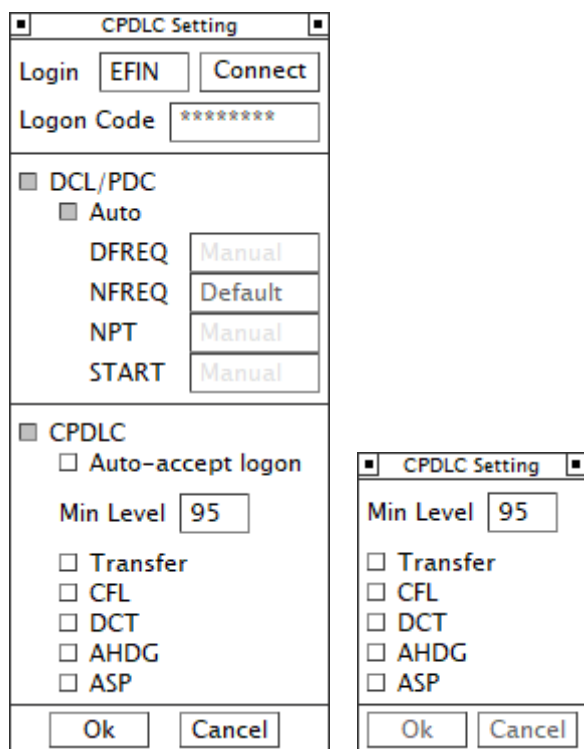 CPDLC Setting
Login EFIN Connect
Logon Code ********
DCL/PDC
Auto
DFREQ Manual
NFREQ Default
NPT Manual
START Manual
CPDLC
Auto-accept logon
Min Level 95
Transfer
CFL
DCT
AHDG
ASP
Ok Cancel
CPDLC Setting
Min Level 95
Transfer
CFL
DCT
AHDG
ASP
Ok Cancel